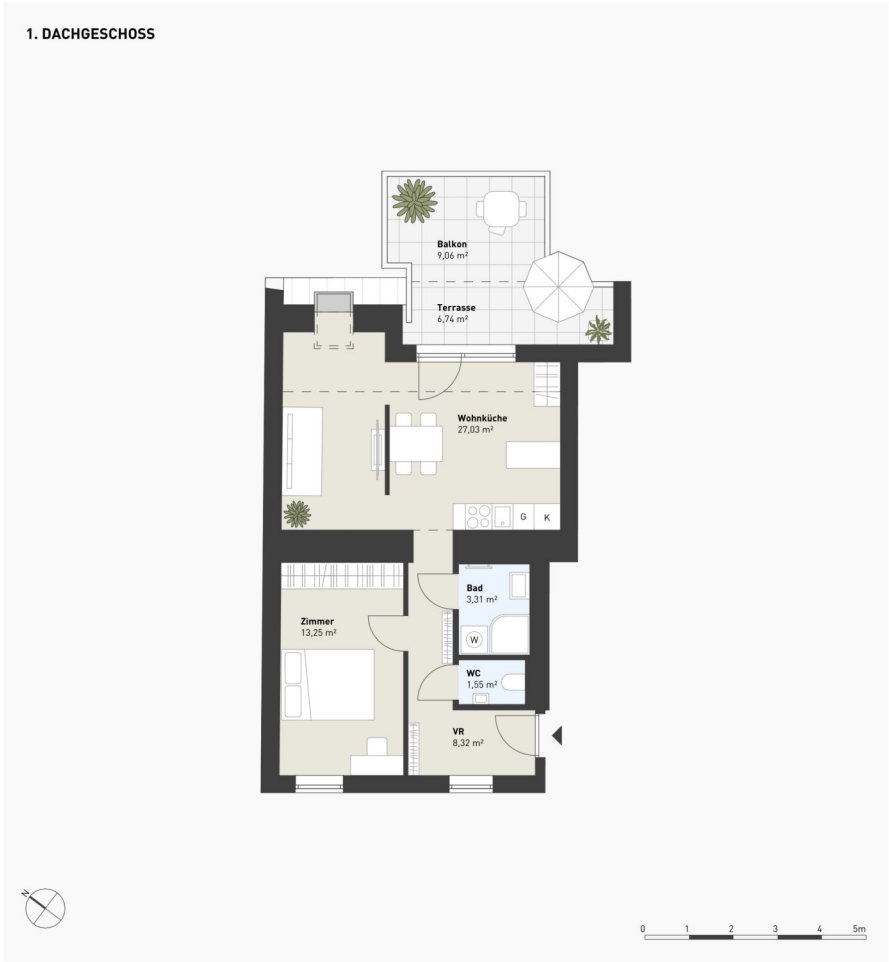 1. DACHGESCHOSS
Balkon
9,06 m²
Terrasse
6,74 m²
Wohnküche
27,03 m²
G
K
Bad
3,31 m²
Zimmer
13,25 m²
W
WC
1,55 m²
VR
8,32 m²
N
0 1 2 3 4 5m